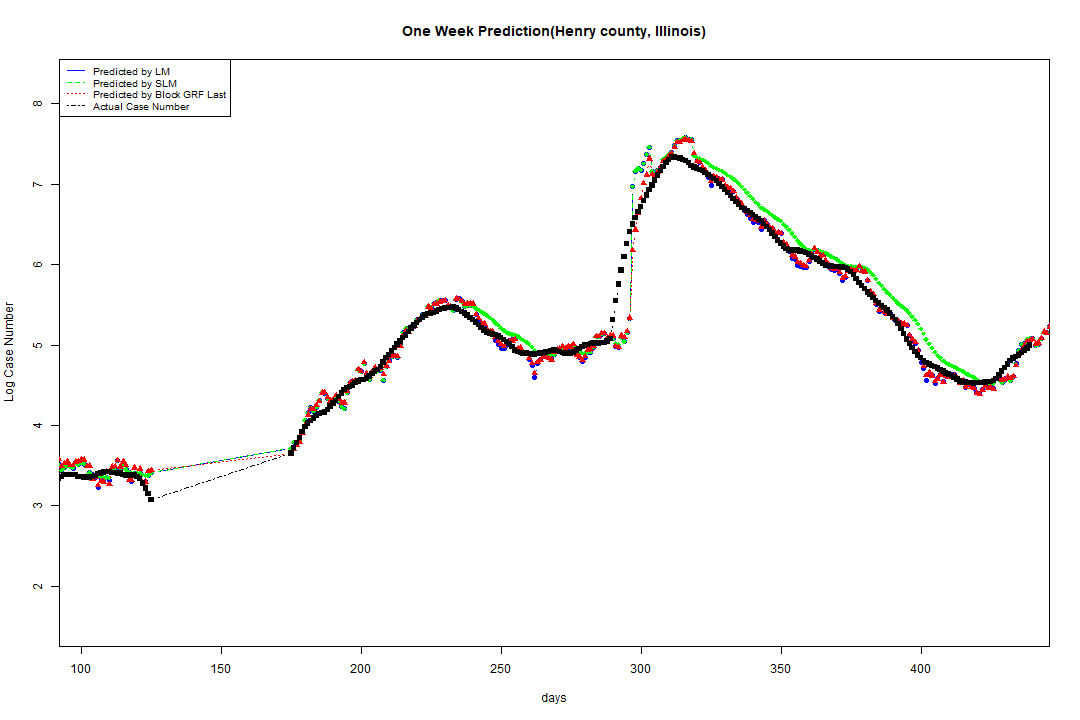 One Week Prediction(Henry county, Illinois)
Predicted by LM
Predicted by SLM
Predicted by Block GRF Last
Actual Case Number
8
7
6
5
4
3
2
Log Case Number
100 150 200 250 300 350 400
days